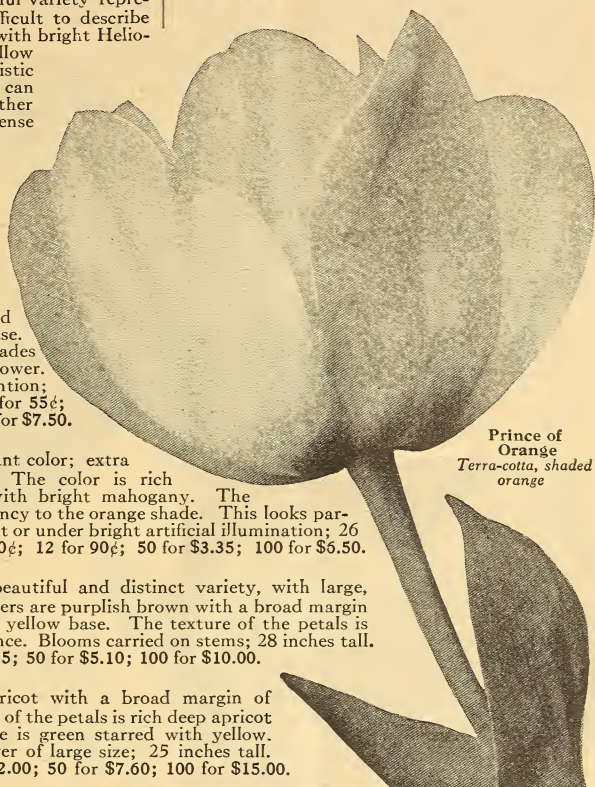 ful variety repre-
ficult to describe
with bright Helio-
llow
istic
can
ther
ense
d
se.
ades
ower.
ntion;
for 55¢;
for $7.50.
Prince of
Orange
Terra-cotta, shaded
orange
ant color; extra
The color is rich
with bright mahogany. The
ncy to the orange shade. This looks par-
t or under bright artificial illumination; 26
0¢; 12 for 90¢; 50 for $3.35; 100 for $6.50.
beautiful and distinct variety, with large,
ers are purplish brown with a broad margin
yellow base. The texture of the petals is
nce. Blooms carried on stems; 28 inches tall.
5; 50 for $5.10; 100 for $10.00.
ricot with a broad margin of
of the petals is rich deep apricot
e is green starred with yellow.
er of large size; 25 inches tall.
2.00; 50 for $7.60; 100 for $15.00.